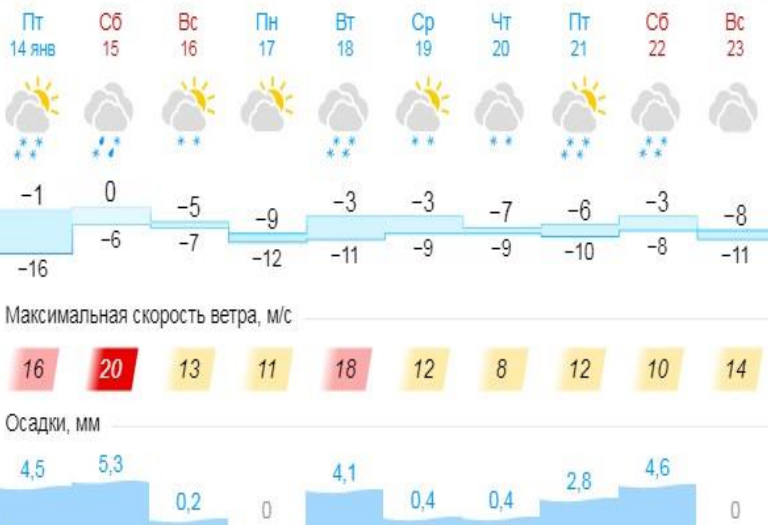 Пт Сб Вс Пн Вт Ср Чт Пт Сб Вс
14 янв 15 16 17 18 19 20 21 22 23
−1 0 −5 −9 −3 −3 −7 −6 −3 −8
−16 −6 −7 −12 −11 −9 −9 −10 −8 −11
Максимальная скорость ветра, м/с
16 20 13 11 18 12 8 12 10 14
Осадки, мм
4,5 5,3 0,2 0 4,1 0,4 0,4 2,8 4,6 0